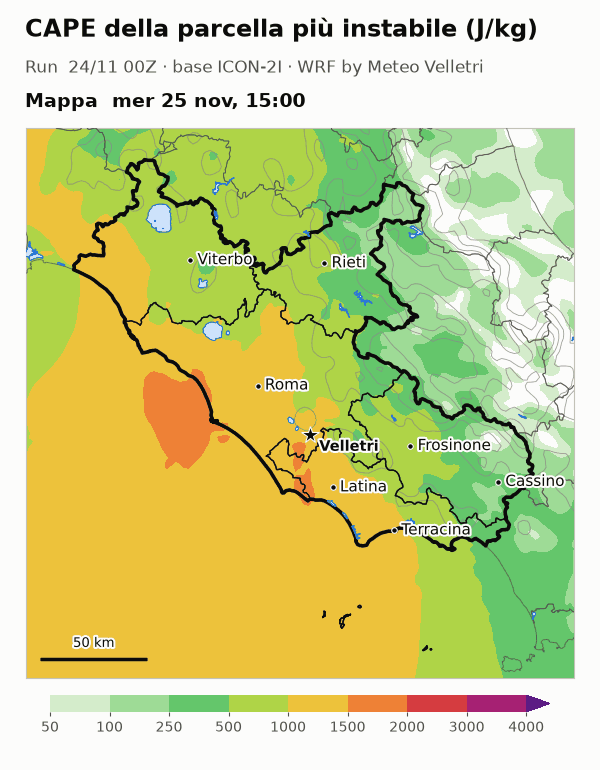 CAPE della parcella più instabile (J/kg)
Run 24/11 00Z · base ICON-2I · WRF by Meteo Velletri
Mappa mer 25 nov, 15:00
Viterbo
Rieti
Roma
Velletri
Frosinone
Latina
Cassino
Terracina
50 km
50 100 250 500 1000 1500 2000 3000 4000